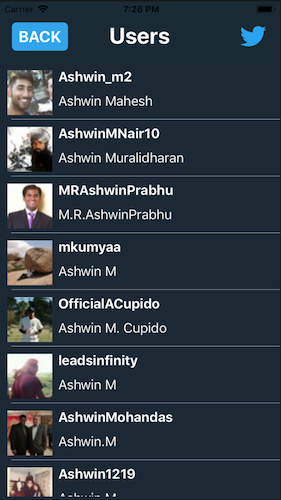 Carrier 7:26 PM
BACK Users
Ashwin_m2
Ashwin Mahesh
AshwinMNair10
Ashwin Muralidharan
MRAshwinPrabhu
M.R.AshwinPrabhu
mkumyaa
Ashwin M
OfficialACupido
Ashwin M. Cupido
leadsinfinity
Ashwin M
AshwinMohandas
Ashwin.M
Ashwin1219
Ashwin M